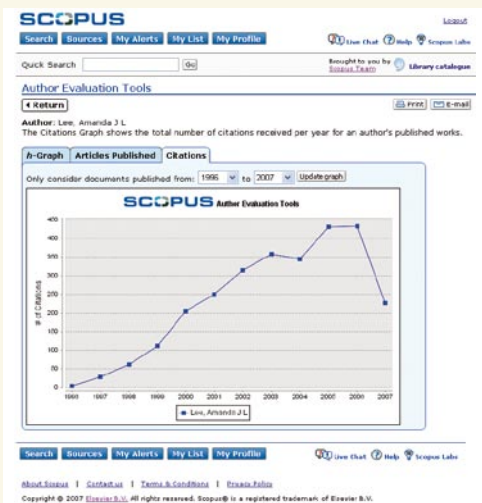 SCOPUS
Logout
Search Sources My Alerts My List My Profile
Live Chat Help Scopus Labs
Quick Search Go
Brought to you by
Scopus Team
Library catalogue
Author Evaluation Tools
Return
Print E-mail
Author: Lee, Amanda J L
The Citations Graph shows the total number of citations received per year for an author's published works.
h-Graph Articles Published Citations
Only consider documents published from: 1996 to 2007 Update graph
SCOPUS Author Evaluation Tools
# of Citations
450
400
350
300
250
200
150
100
50
0
1996 1997 1998 1999 2000 2001 2002 2003 2004 2005 2006 2007
Lee, Amanda J L
Search Sources My Alerts My List My Profile
Live Chat Help Scopus Labs
About Scopus | Contact us | Terms & Conditions | Privacy Policy
Copyright © 2007 Elsevier B.V. All rights reserved. Scopus® is a registered trademark of Elsevier B.V.